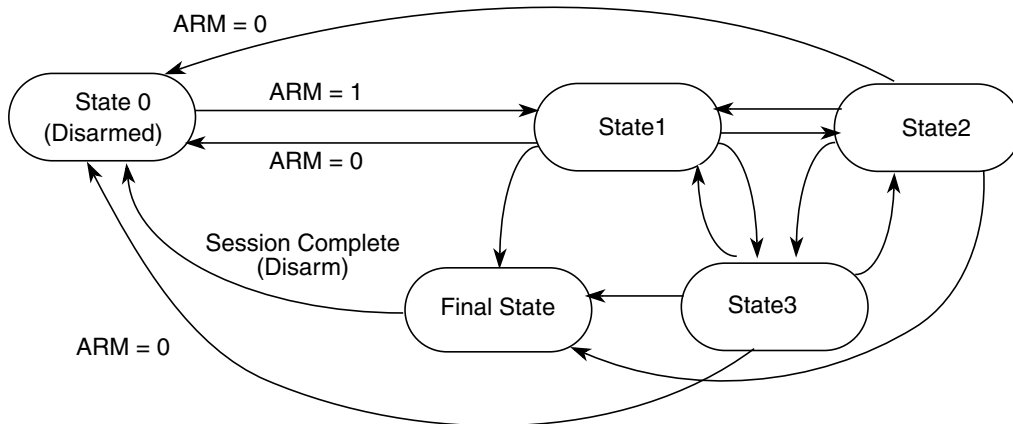 ARM = 0
State 0
(Disarmed)
ARM = 1
ARM = 0
State1
State2
Session Complete
(Disarm)
Final State
State3
ARM = 0